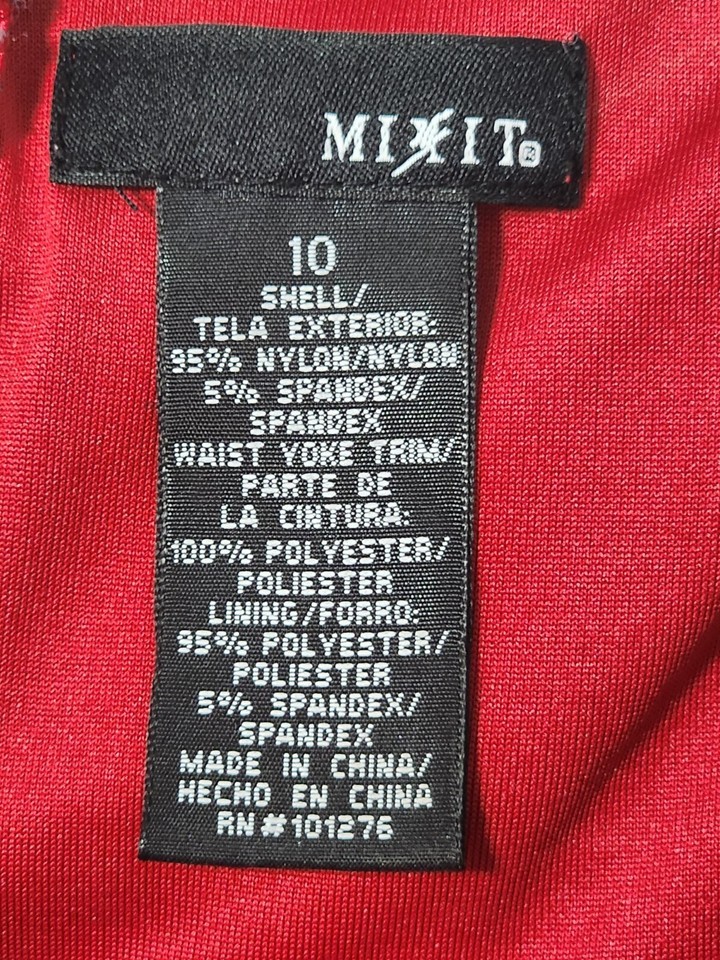 MIXIT®
10
SHELL/
TELA EXTERIOR:
95% NYLON/NYLON
5% SPANDEX/
SPANDEX
WAIST YOKE TRIM/
PARTE DE
LA CINTURA:
100% POLYESTER/
POLIESTER
LINING/FORRO:
95% POLYESTER/
POLIESTER
5% SPANDEX/
SPANDEX
MADE IN CHINA/
HECHO EN CHINA
RN#101276